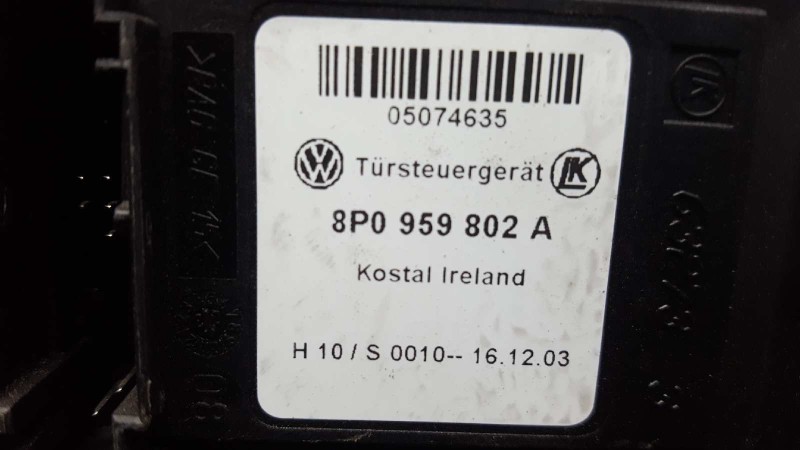 05074635
Türsteuergerät
8P0 959 802 A
Kostal Ireland
H 10 / S 0010-- 16.12.03